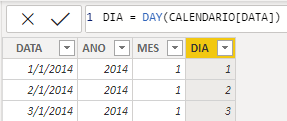 1 DIA = DAY(CALENDARIO[DATA])
DATA ANO MES DIA
1/1/2014 2014 1 1
2/1/2014 2014 1 2
3/1/2014 2014 1 3